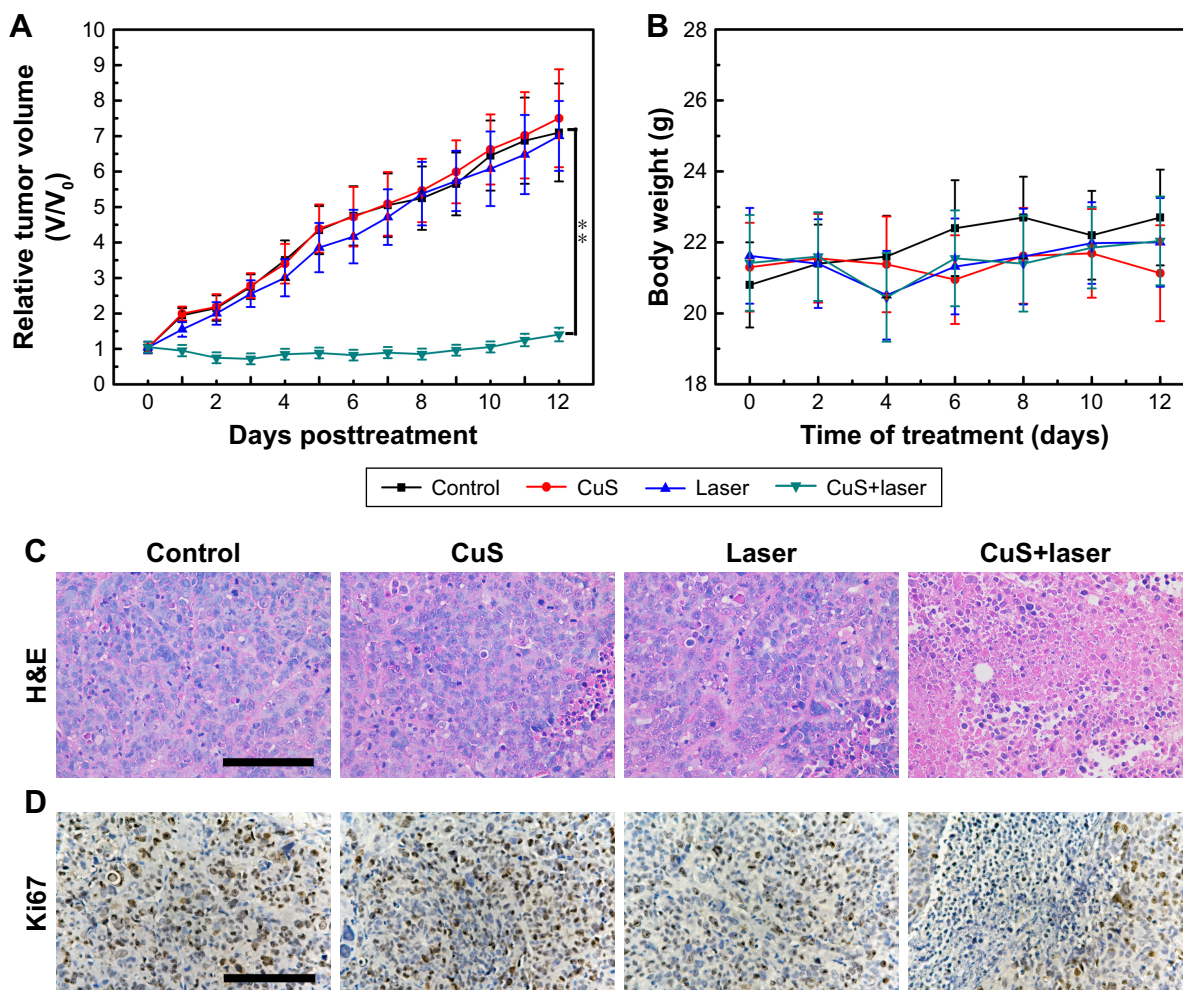 A
Relative tumor volume
(V/V₀)
10
9
8
7
6
5
4
3
2
1
0
0 2 4 6 8 10 12
Days posttreatment
**
B
Body weight (g)
28
26
24
22
20
18
0 2 4 6 8 10 12
Time of treatment (days)
Control CuS Laser CuS+laser
C
Control CuS Laser CuS+laser
H&E
D
Ki67